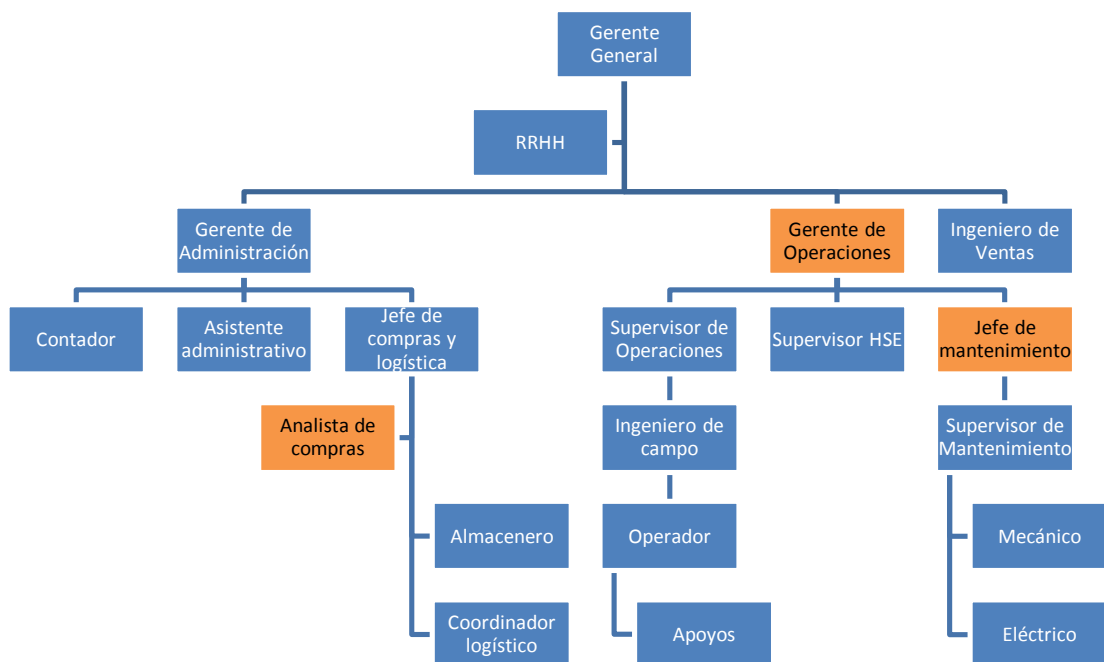 Gerente
General
RRHH
Gerente de
Administración
Gerente de
Operaciones
Ingeniero de
Ventas
Contador
Asistente
administrativo
Jefe de
compras y
logística
Supervisor de
Operaciones
Supervisor HSE
Jefe de
mantenimiento
Analista de
compras
Ingeniero de
campo
Supervisor de
Mantenimiento
Almacenero
Operador
Mecánico
Coordinador
logístico
Apoyos
Eléctrico